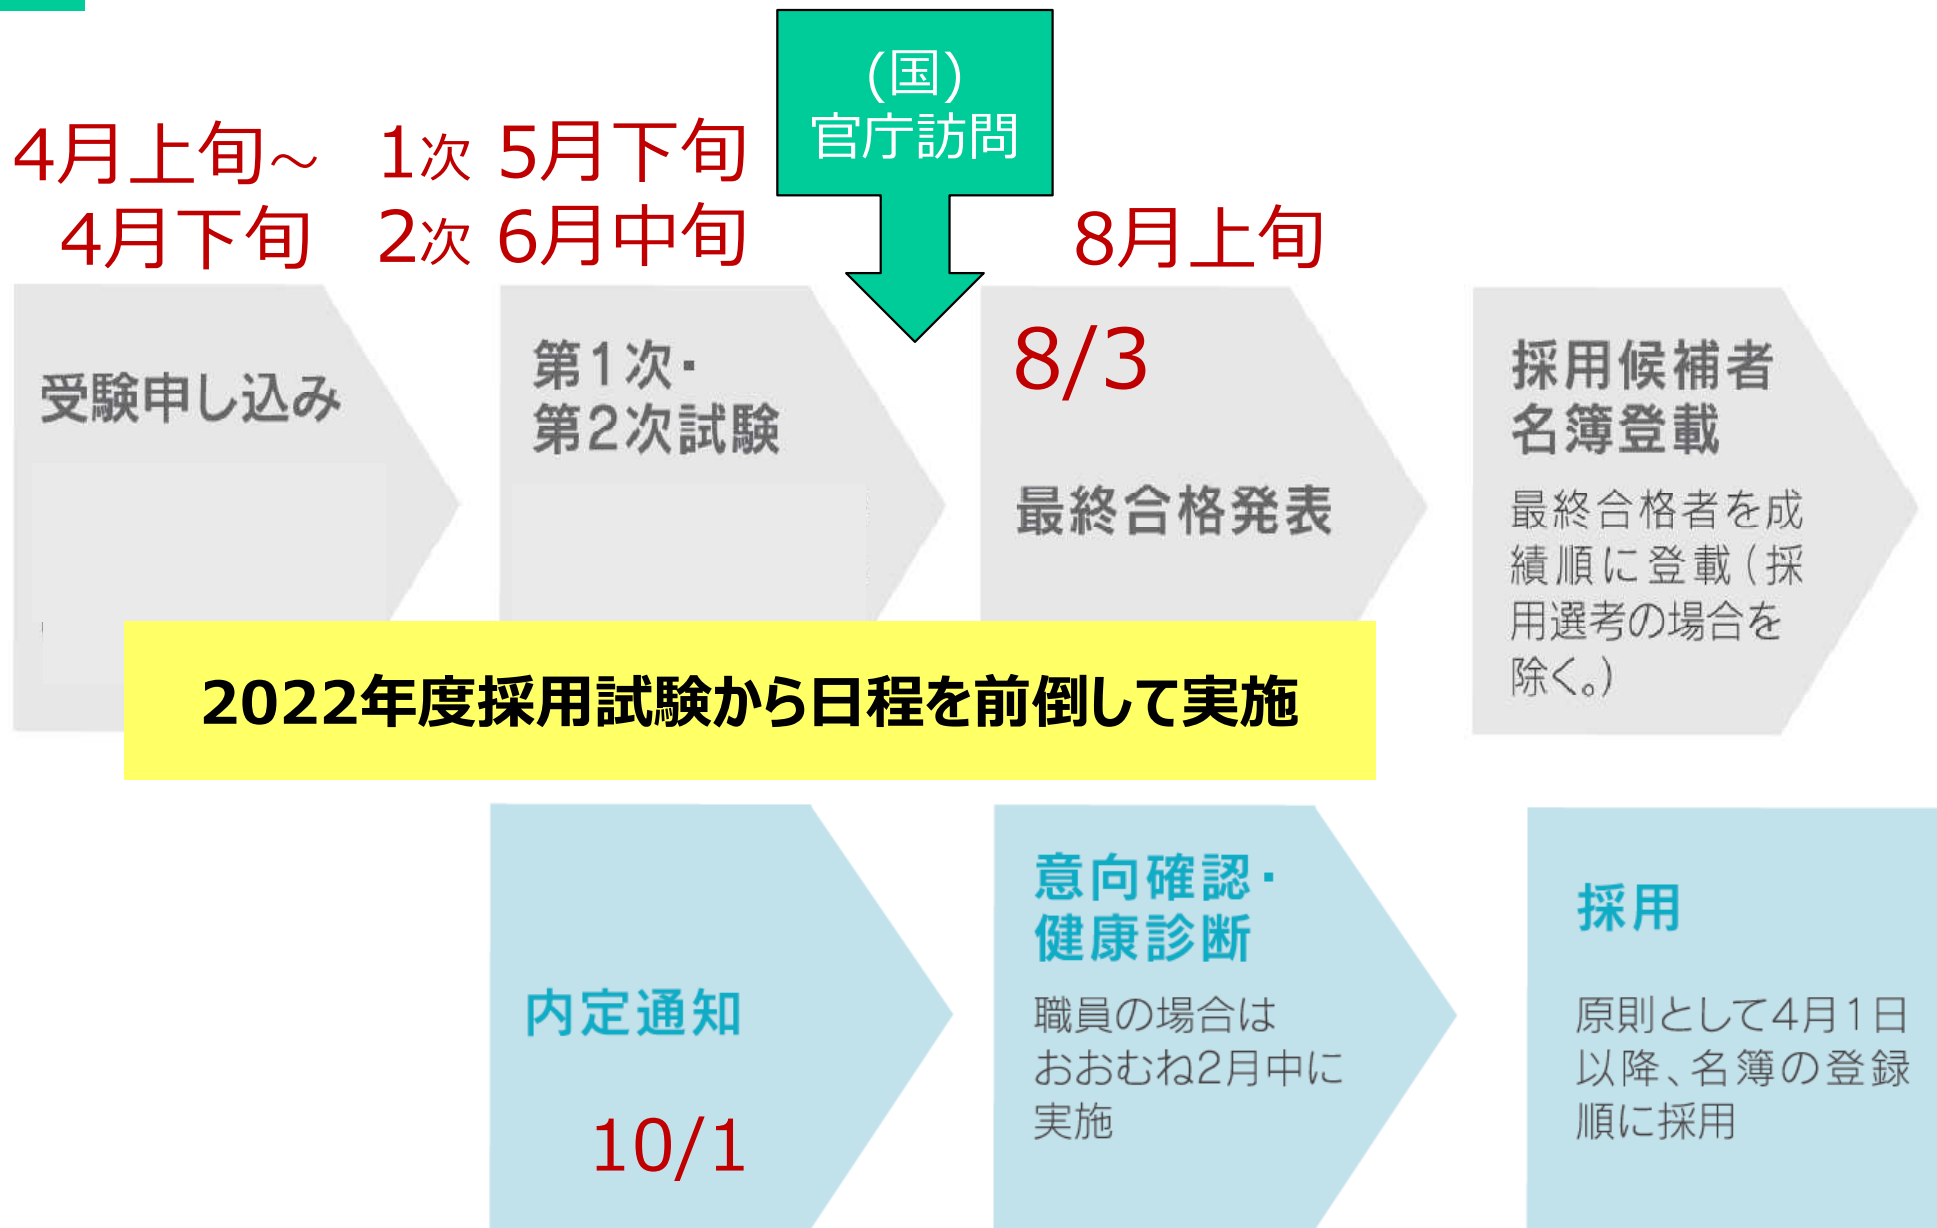 (国)
官庁訪問
4月上旬～
4月下旬
1次 5月下旬
2次 6月中旬
8月上旬
受験申し込み
第1次・
第2次試験
8/3
最終合格発表
採用候補者
名簿登載
最終合格者を成
績順に登載（採
用選考の場合を
除く。）
2022年度採用試験から日程を前倒して実施
内定通知
10/1
意向確認・
健康診断
職員の場合は
おおむね2月中に
実施
採用
原則として4月1日
以降、名簿の登録
順に採用